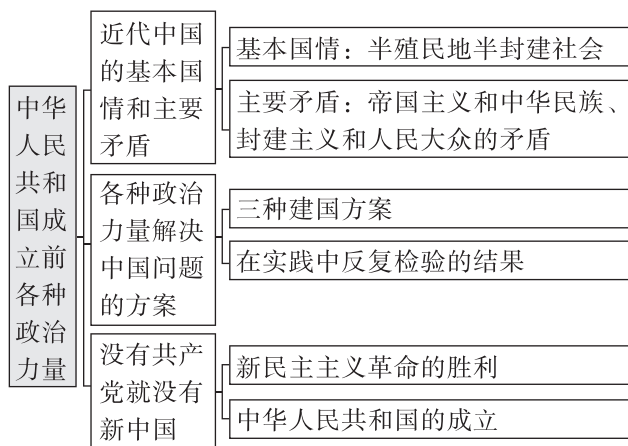 中华
人民
共和
国成
立前
各种
政治
力量
近代中国
的基本国
情和主要
矛盾
基本国情：半殖民地半封建社会
主要矛盾：帝国主义和中华民族、
封建主义和人民大众的矛盾
各种政治
力量解决
中国问题
的方案
三种建国方案
在实践中反复检验的结果
没有共产
党就没有
新中国
新民主主义革命的胜利
中华人民共和国的成立